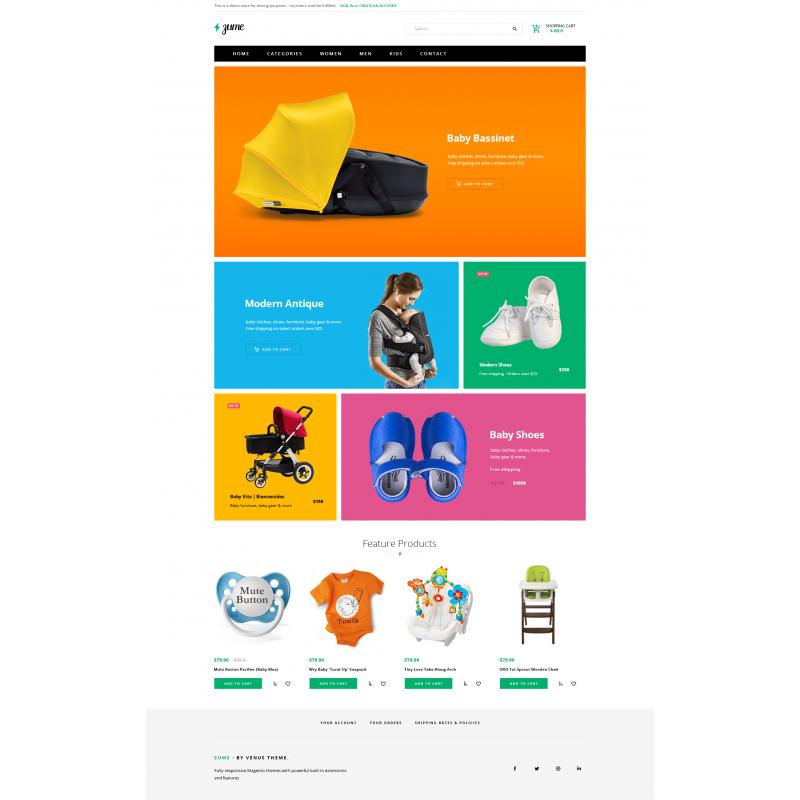 This is a demo store for testing purposes - no orders shall be fulfilled. SIGN IN or CREATE AN ACCOUNT
zume
Search...
SHOPPING CART
- $ 00.0
HOME CATEGORIES WOMEN MEN KIDS CONTACT
Baby Bassinet
baby clothes, shoes, furniture, baby gear & more.
Free shipping on select orders over $25
ADD TO CART
Modern Antique
baby clothes, shoes, furniture, baby gear & more.
Free shipping on select orders over $25
ADD TO CART
NEW
Modern Shoes
Free shipping - Orders over $25
$150
NEW
Baby Kits | Bienvenidos
Baby furniture, baby gear & more
$150
Baby Shoes
baby clothes, shoes, furniture,
baby gear & more.
Free shipping
$1050
Feature Products
Mute
Button
Turnt Up
$79.90
Mute Button Pacifier (Baby Blue)
ADD TO CART
$79.90
Wry Baby 'Turnt Up' Snapsuit
ADD TO CART
$79.90
Tiny Love Take-Along Arch
ADD TO CART
$79.90
OXO Tot Sprout Wooden Chair
ADD TO CART
YOUR ACCOUNT YOUR ORDERS SHIPPING RATES & POLICIES
ZUME - BY VENUS THEME.
Fully responsive Magento themes with powerful built in extensions
and features